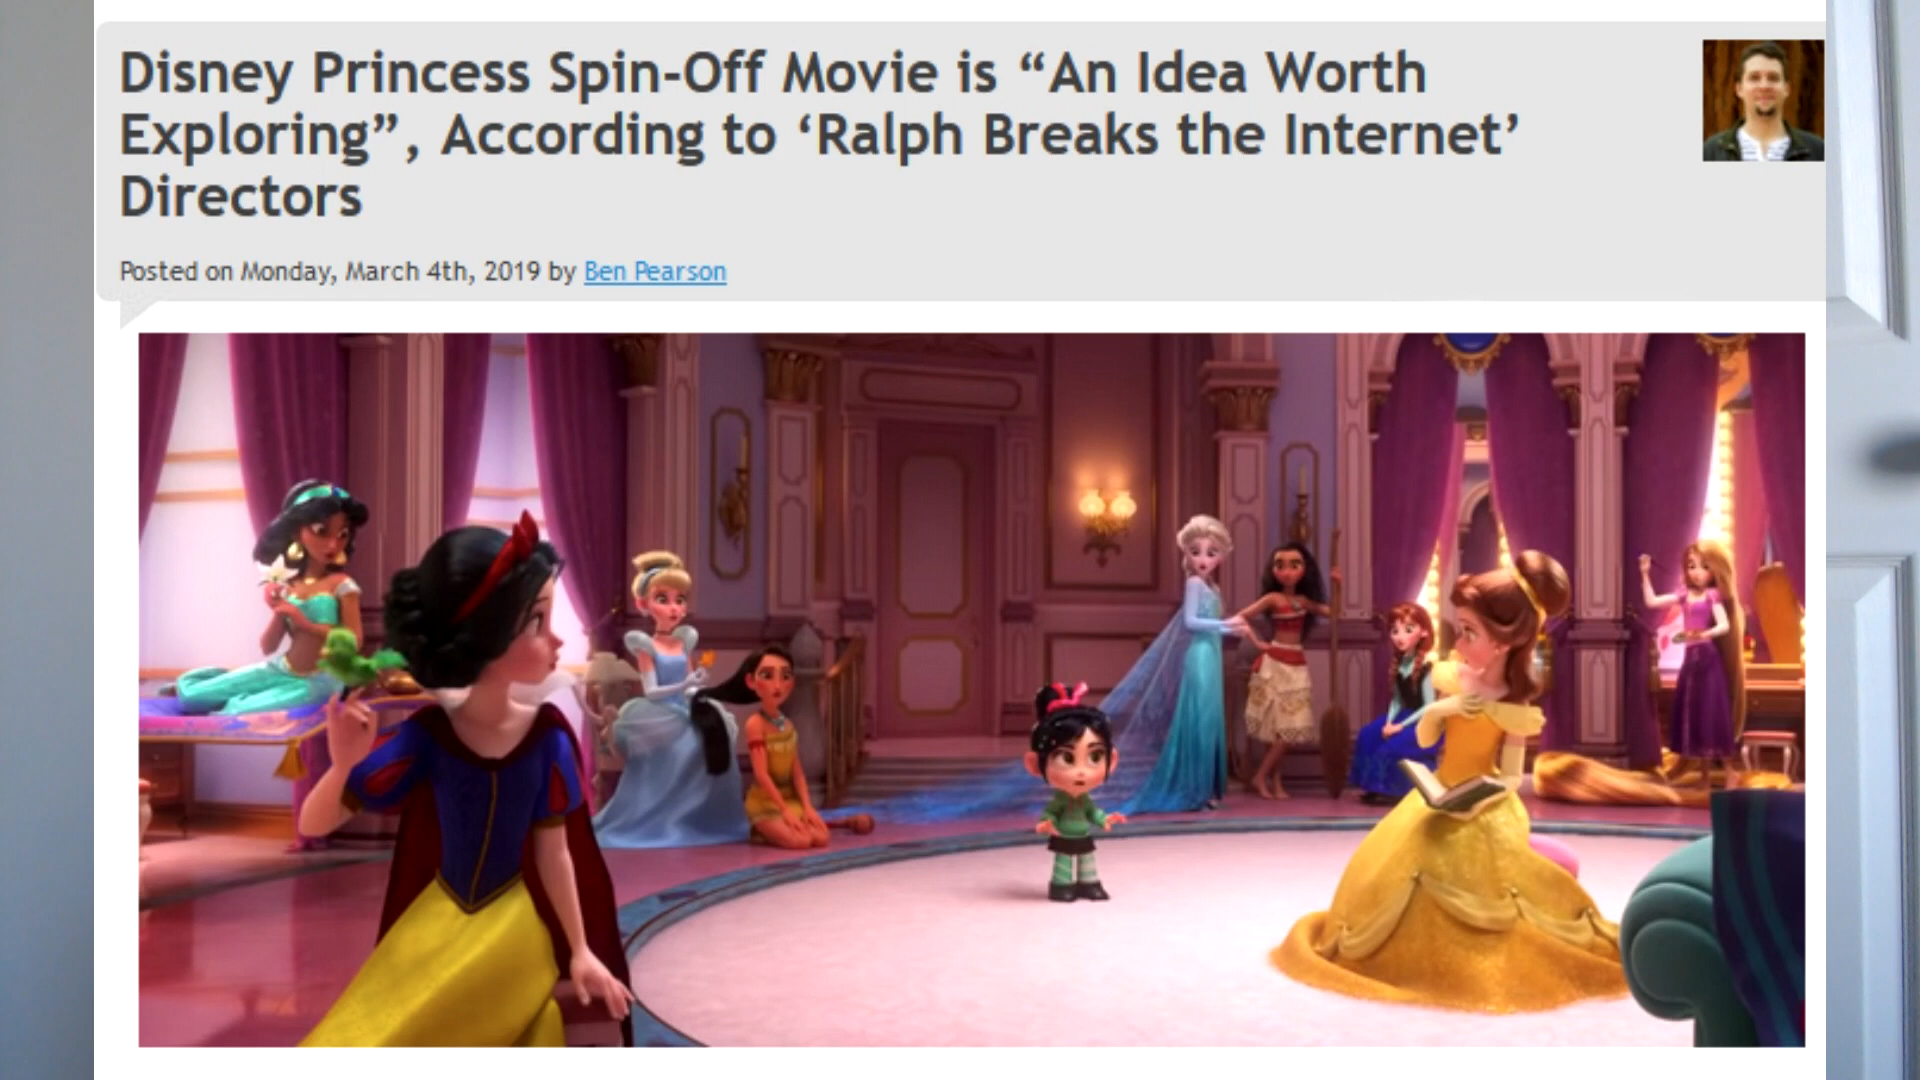 Disney Princess Spin-Off Movie is “An Idea Worth
Exploring”, According to ‘Ralph Breaks the Internet’
Directors
Posted on Monday, March 4th, 2019 by Ben Pearson